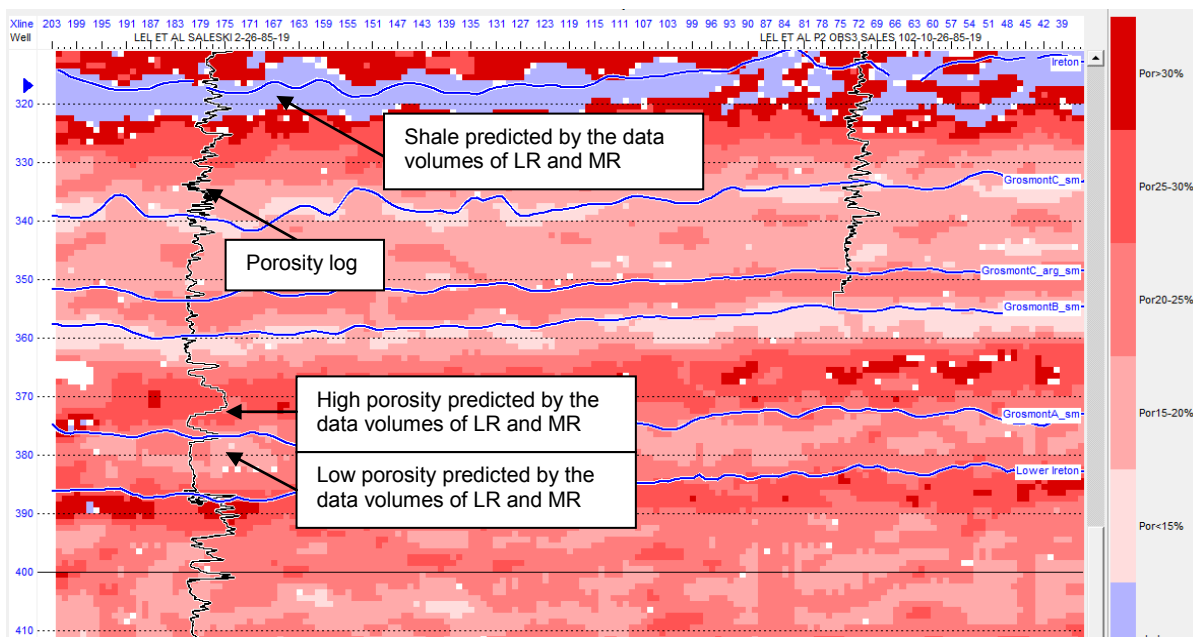 Xline 203 199 195 191 187 183 179 175 171 167 163 159 155 151 147 143 139 135 131 127 123 119 115 111 107 103 99 96 93 90 87 84 81 78 75 72 69 66 63 60 57 54 51 48 45 42 39
Well LEL ET AL SALESKI 2-26-85-19 LEL ET AL P2 OBS3 SALES 102-10-26-85-19
Ireton
Por>30%
320
Shale predicted by the data
volumes of LR and MR
330
Por25-30%
GrosmontC_sm
340
Porosity log
GrosmontC_arg_sm
350
Por20-25%
GrosmontB_sm
360
370
High porosity predicted by the
data volumes of LR and MR
GrosmontA_sm
Por15-20%
380
Low porosity predicted by the
data volumes of LR and MR
Lower Ireton
390
Por<15%
400
410